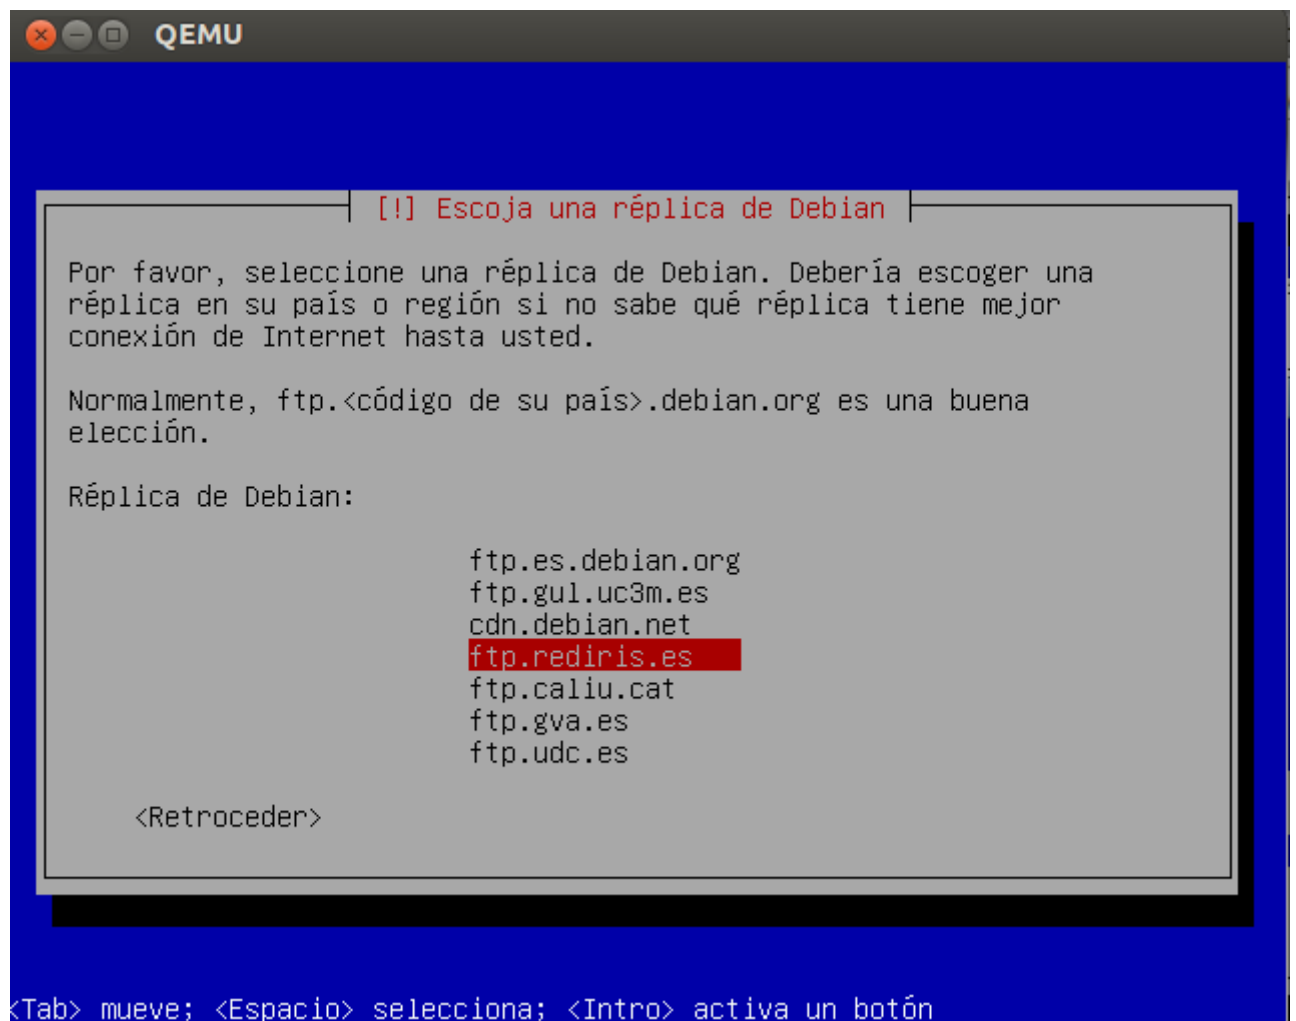 QEMU
[!] Escoja una réplica de Debian
Por favor, seleccione una réplica de Debian. Debería escoger una
réplica en su país o región si no sabe qué réplica tiene mejor
conexión de Internet hasta usted.
Normalmente, ftp.<código de su país>.debian.org es una buena
elección.
Réplica de Debian:
ftp.es.debian.org
ftp.gul.uc3m.es
cdn.debian.net
ftp.rediris.es
ftp.caliu.cat
ftp.gva.es
ftp.udc.es
<Retroceder>
<Tab> mueve; <Espacio> selecciona; <Intro> activa un botón